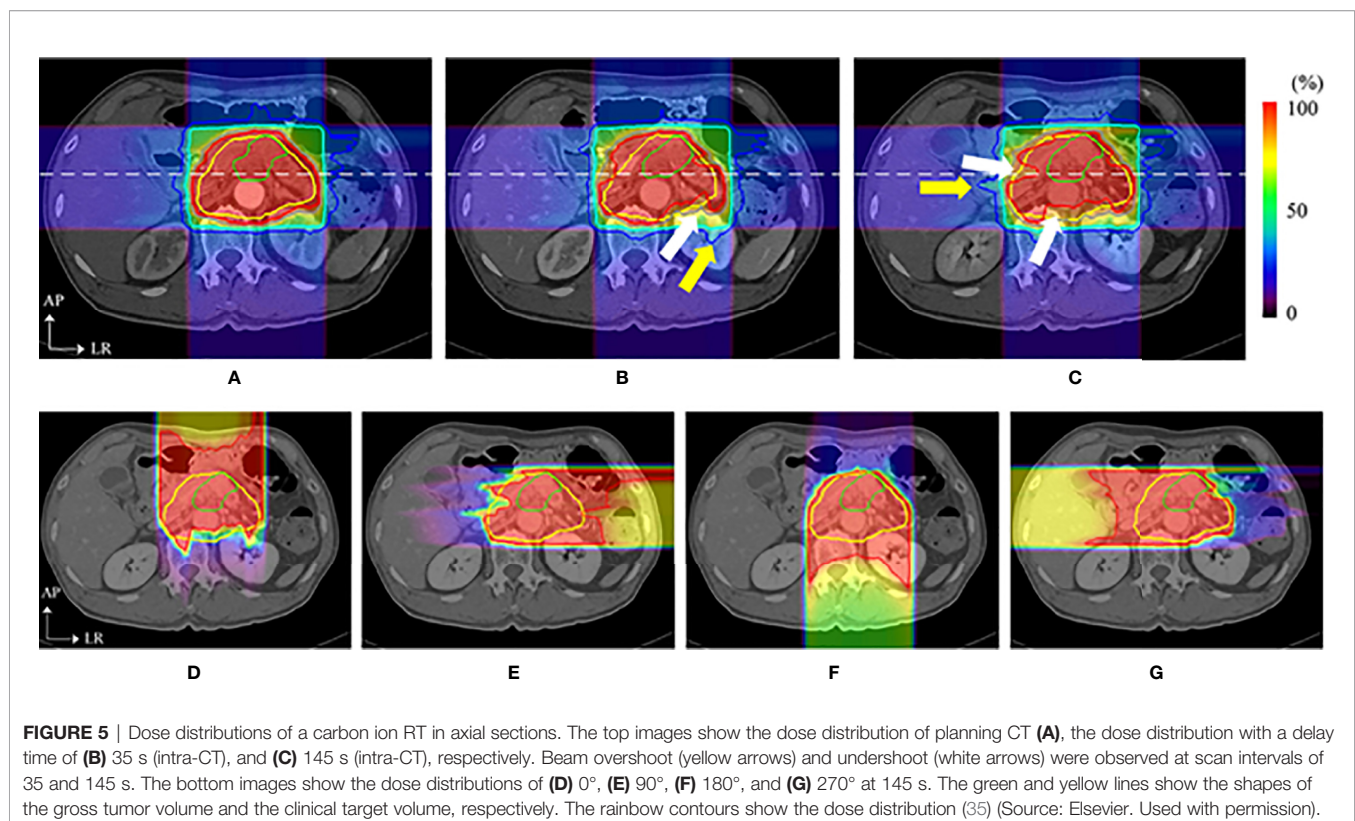 (%)
100
50
0
AP
LR
A
B
C
AP
LR
D
E
F
G
FIGURE 5 | Dose distributions of a carbon ion RT in axial sections. The top images show the dose distribution of planning CT (A), the dose distribution with a delay
time of (B) 35 s (intra-CT), and (C) 145 s (intra-CT), respectively. Beam overshoot (yellow arrows) and undershoot (white arrows) were observed at scan intervals of
35 and 145 s. The bottom images show the dose distributions of (D) 0°, (E) 90°, (F) 180°, and (G) 270° at 145 s. The green and yellow lines show the shapes of
the gross tumor volume and the clinical target volume, respectively. The rainbow contours show the dose distribution (35) (Source: Elsevier. Used with permission).